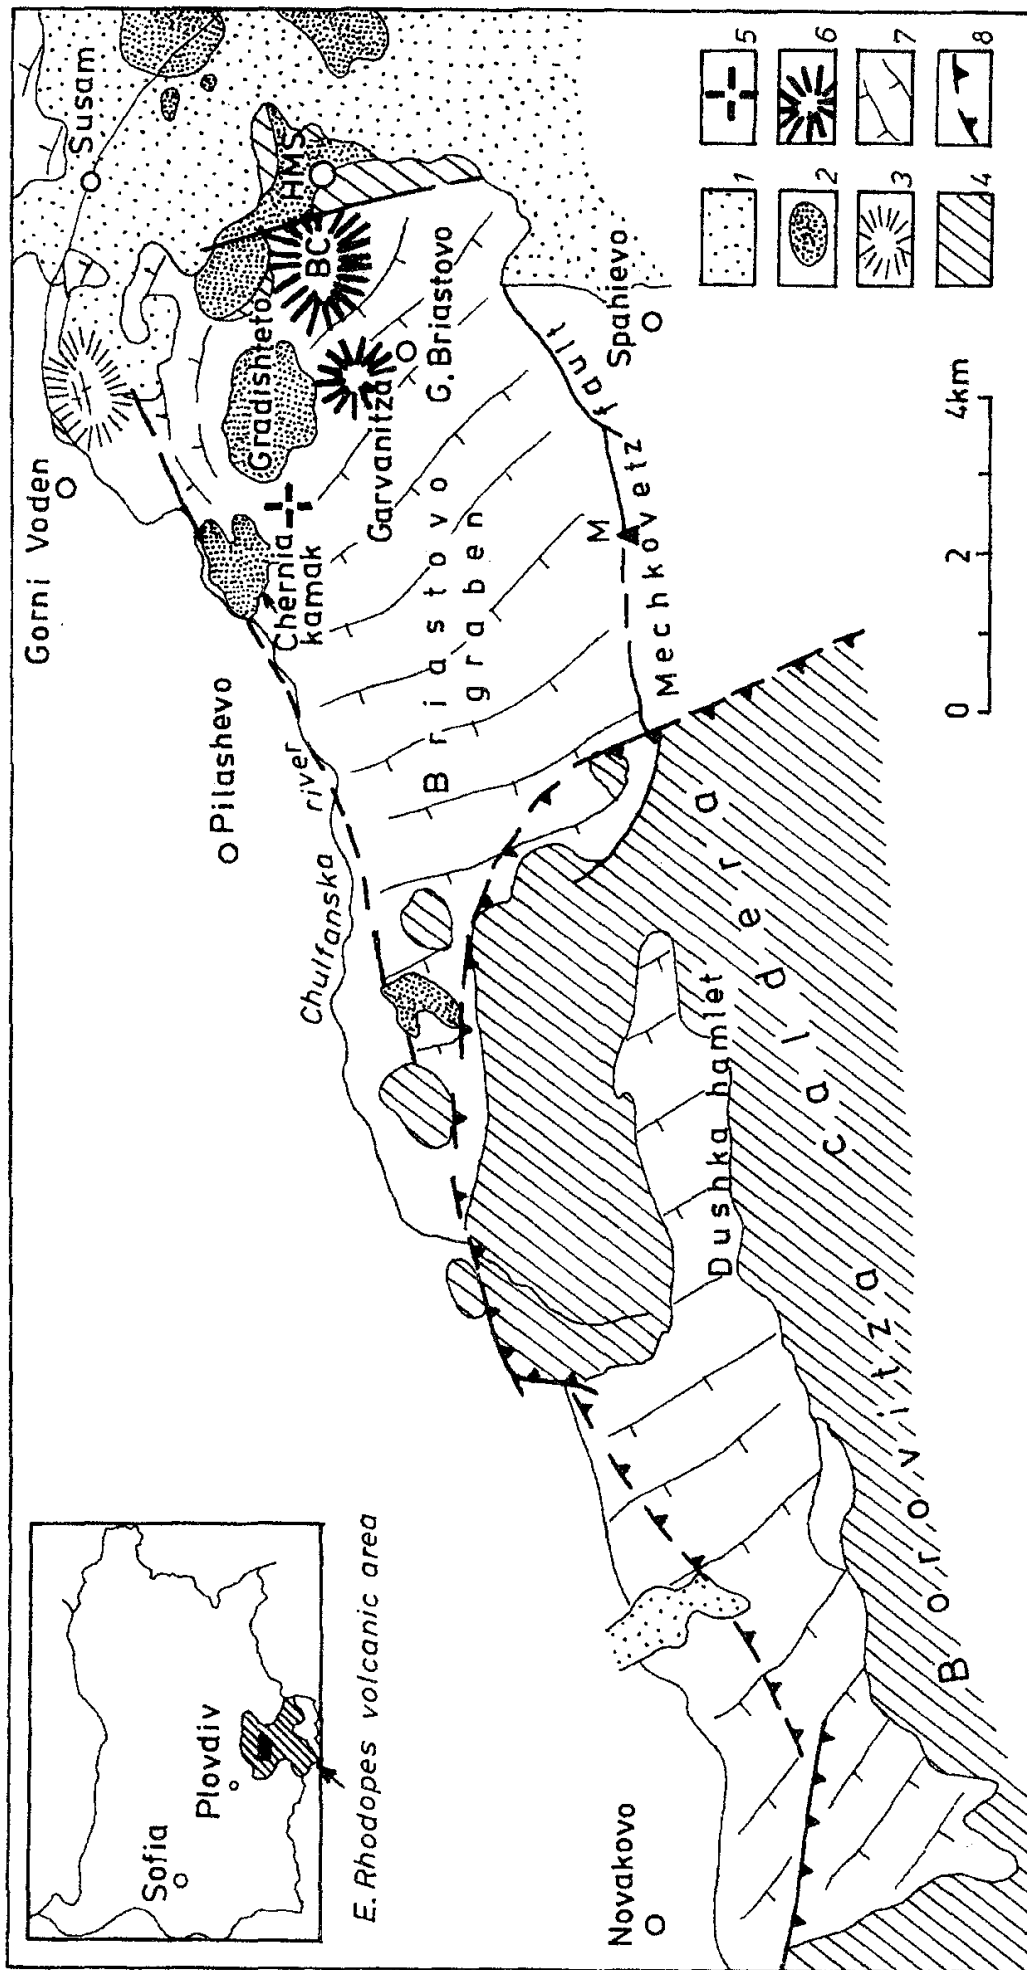 Sofia
Plovdiv
E. Rhodopes volcanic area
Novakovo
Gorni Voden
Susam
Pilashevo
Chulfanska
river
Chernia
kamak
Gradishteto
HMS
BC
Garvanitza
G. Briastovo
Briastovo
graben
M
Mechkovetz fault
Spahievo
Dushka hamlet
Borovitza caldera
0 2 4km
1
2
3
4
5
6
7
8